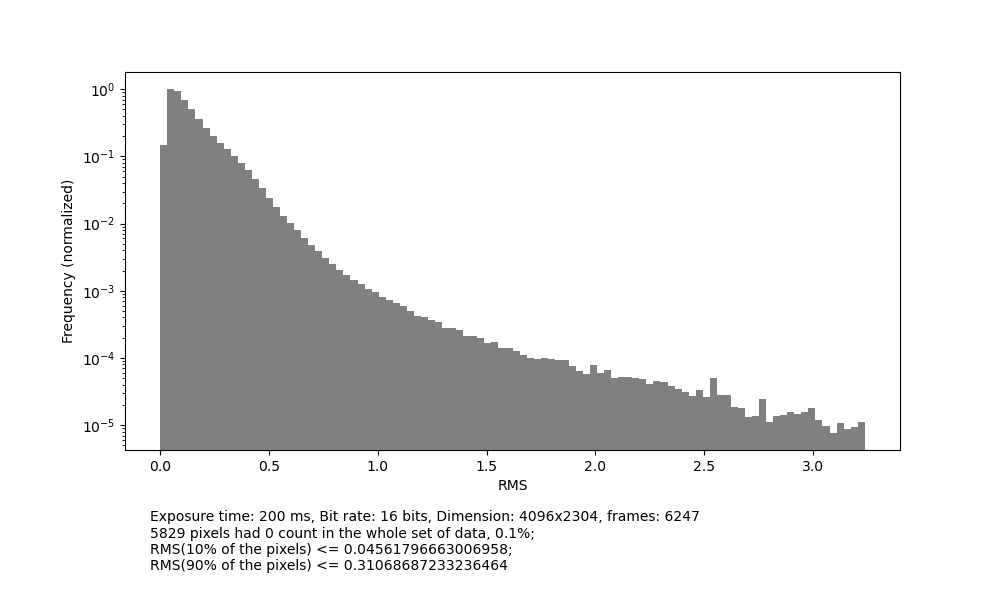 10⁰
10⁻¹
10⁻²
10⁻³
10⁻⁴
10⁻⁵
Frequency (normalized)
0.0 0.5 1.0 1.5 2.0 2.5 3.0
RMS
Exposure time: 200 ms, Bit rate: 16 bits, Dimension: 4096x2304, frames: 6247
5829 pixels had 0 count in the whole set of data, 0.1%;
RMS(10% of the pixels) <= 0.04561796663006958;
RMS(90% of the pixels) <= 0.31068687233236464